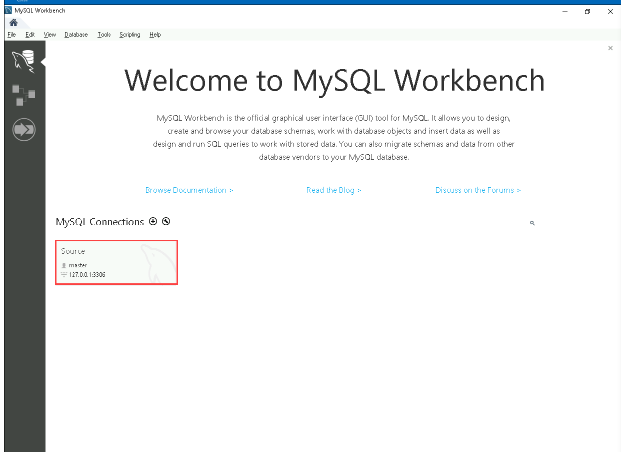 MySQL Workbench
File Edit View Database Tools Scripting Help
Welcome to MySQL Workbench
MySQL Workbench is the official graphical user interface (GUI) tool for MySQL. It allows you to design,
create and browse your database schemas, work with database objects and insert data as well as
design and run SQL queries to work with stored data. You can also migrate schemas and data from other
database vendors to your MySQL database.
Browse Documentation > Read the Blog > Discuss on the Forums >
MySQL Connections
Source
master
127.0.0.1:3306